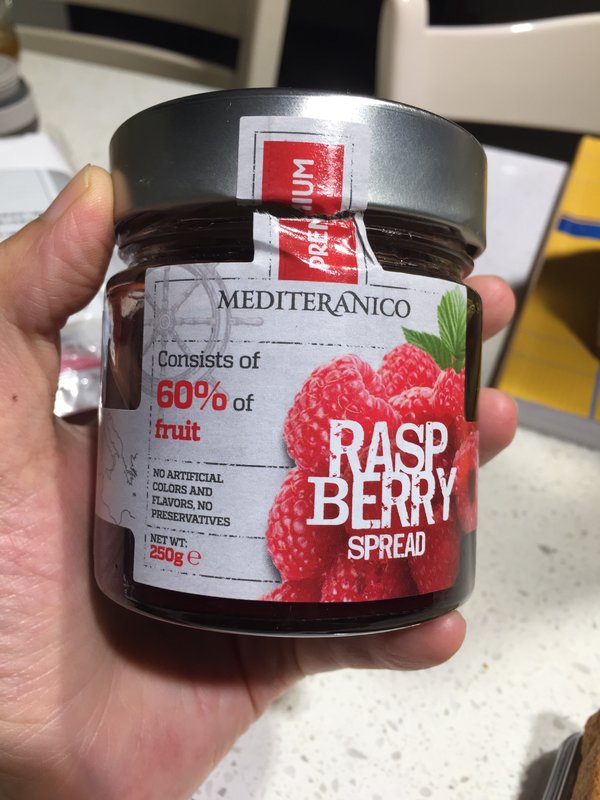 PREMIUM
MEDITERANICO
Consists of
60% of
fruit
NO ARTIFICIAL
COLORS AND
FLAVORS, NO
PRESERVATIVES
NET WT:
250g e
RASP
BERRY
SPREAD